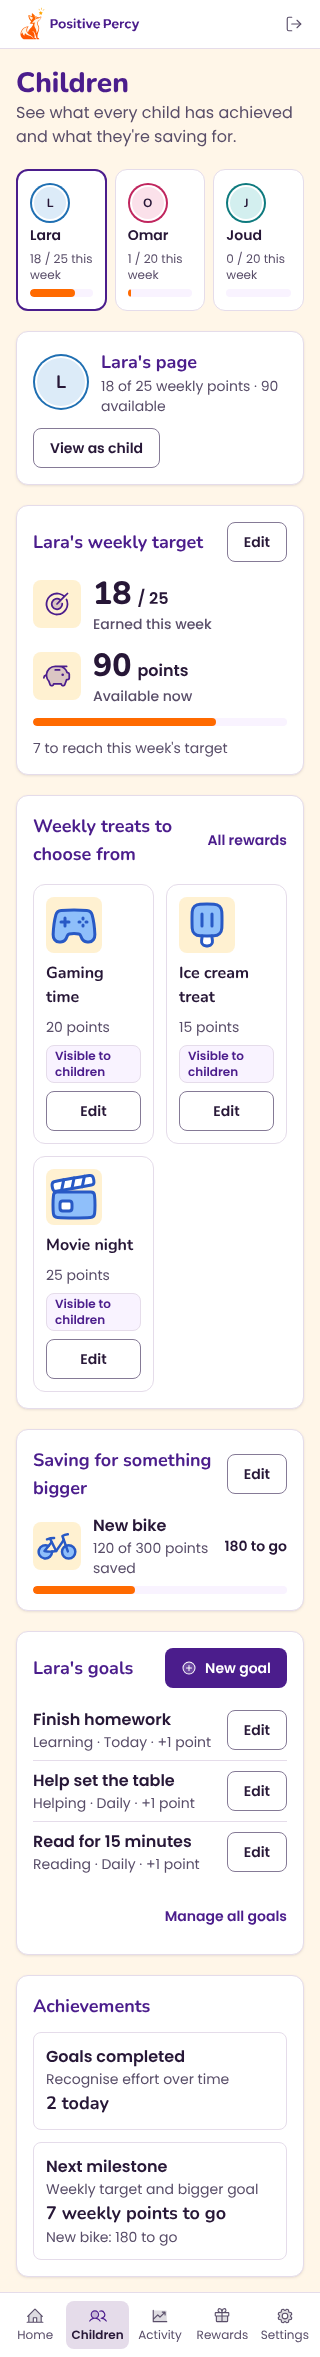 Positive Percy
Children
See what every child has achieved
and what they're saving for.
L
Lara
18 / 25 this
week
O
Omar
1 / 20 this
week
J
Joud
0 / 20 this
week
L
Lara's page
18 of 25 weekly points · 90
available
View as child
Lara's weekly target
Edit
18 / 25
Earned this week
90 points
Available now
7 to reach this week's target
Weekly treats to
choose from
All rewards
Gaming
time
20 points
Visible to
children
Edit
Ice cream
treat
15 points
Visible to
children
Edit
Movie night
25 points
Visible to
children
Edit
Saving for something
bigger
Edit
New bike
120 of 300 points
saved
180 to go
Lara's goals
New goal
Finish homework
Learning · Today · +1 point
Edit
Help set the table
Helping · Daily · +1 point
Edit
Read for 15 minutes
Reading · Daily · +1 point
Edit
Manage all goals
Achievements
Goals completed
Recognise effort over time
2 today
Next milestone
Weekly target and bigger goal
7 weekly points to go
New bike: 180 to go
Home
Children
Activity
Rewards
Settings